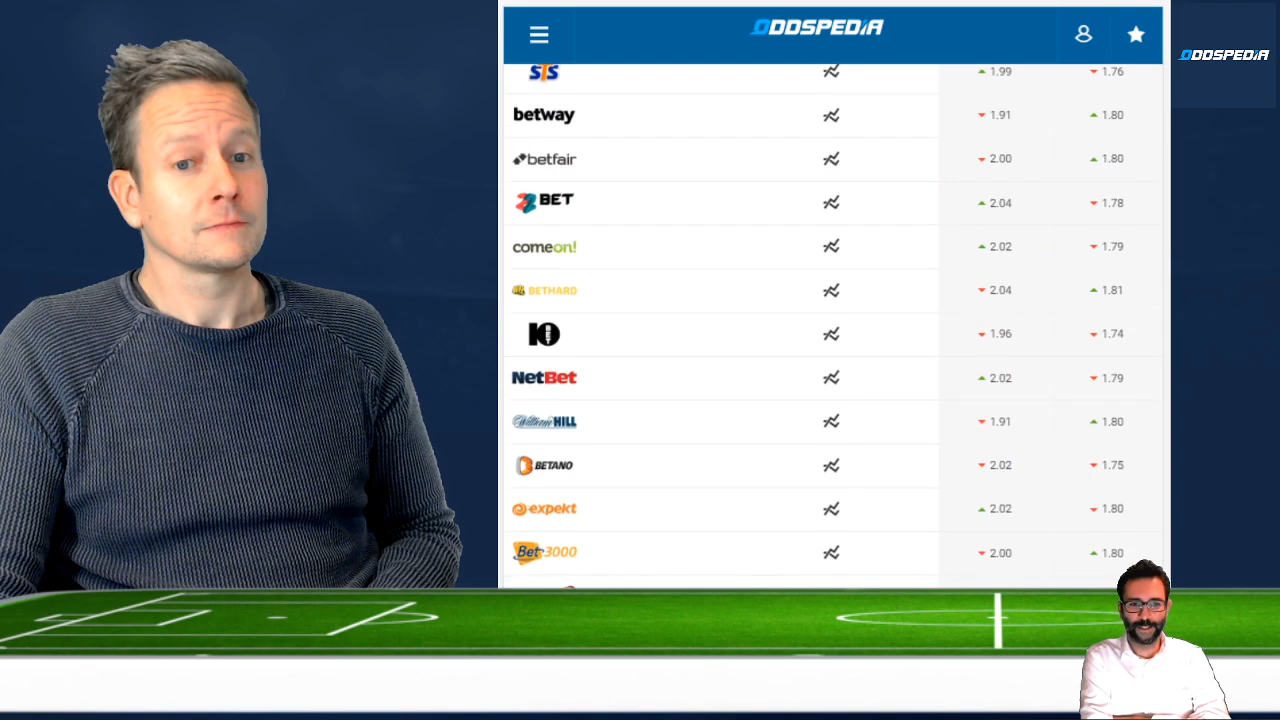 ODDSPEDIA
ODDSPEDIA
STS 1.99 1.76
betway 1.91 1.80
betfair 2.00 1.80
22 BET 2.04 1.78
comeon! 2.02 1.79
BETHARD 2.04 1.81
10 1.96 1.74
NetBet 2.02 1.79
William HILL 1.91 1.80
BETANO 2.02 1.75
expekt 2.02 1.80
Bet3000 2.00 1.80